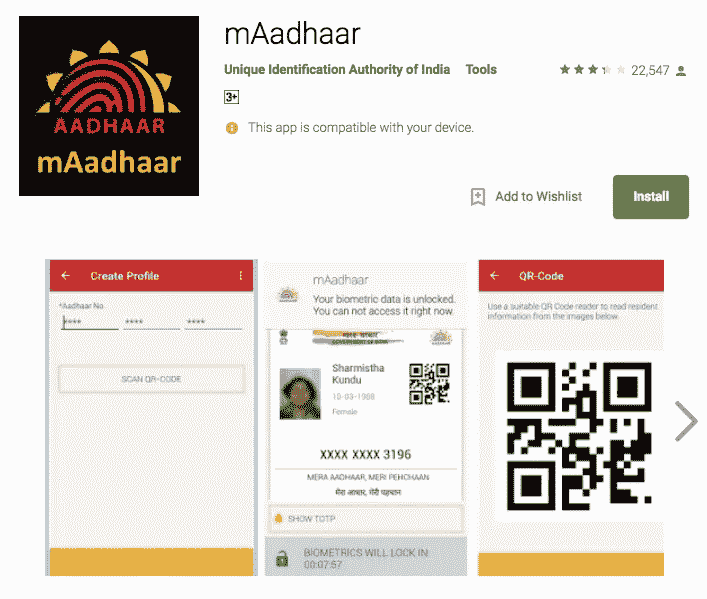 mAadhaar
Unique Identification Authority of India Tools 22,547
3+
This app is compatible with your device.
AADHAAR
mAadhaar
Add to Wishlist Install
Create Profile
*Aadhaar No
**** **** ****
SCAN QR-CODE
mAadhaar
Your biometric data is unlocked.
You can not access it right now.
GOVERNMENT OF INDIA
Sharmistha
Kundu
10-03-1988
Female
XXXX XXXX 3196
MERA AADHAAR, MERI PEHCHAAN
मेरा आधार, मेरी पहचान
SHOW TOTP
BIOMETRICS WILL LOCK IN:
00:07:57
QR-Code
Use a suitable QR Code reader to read resident
information from the images below.